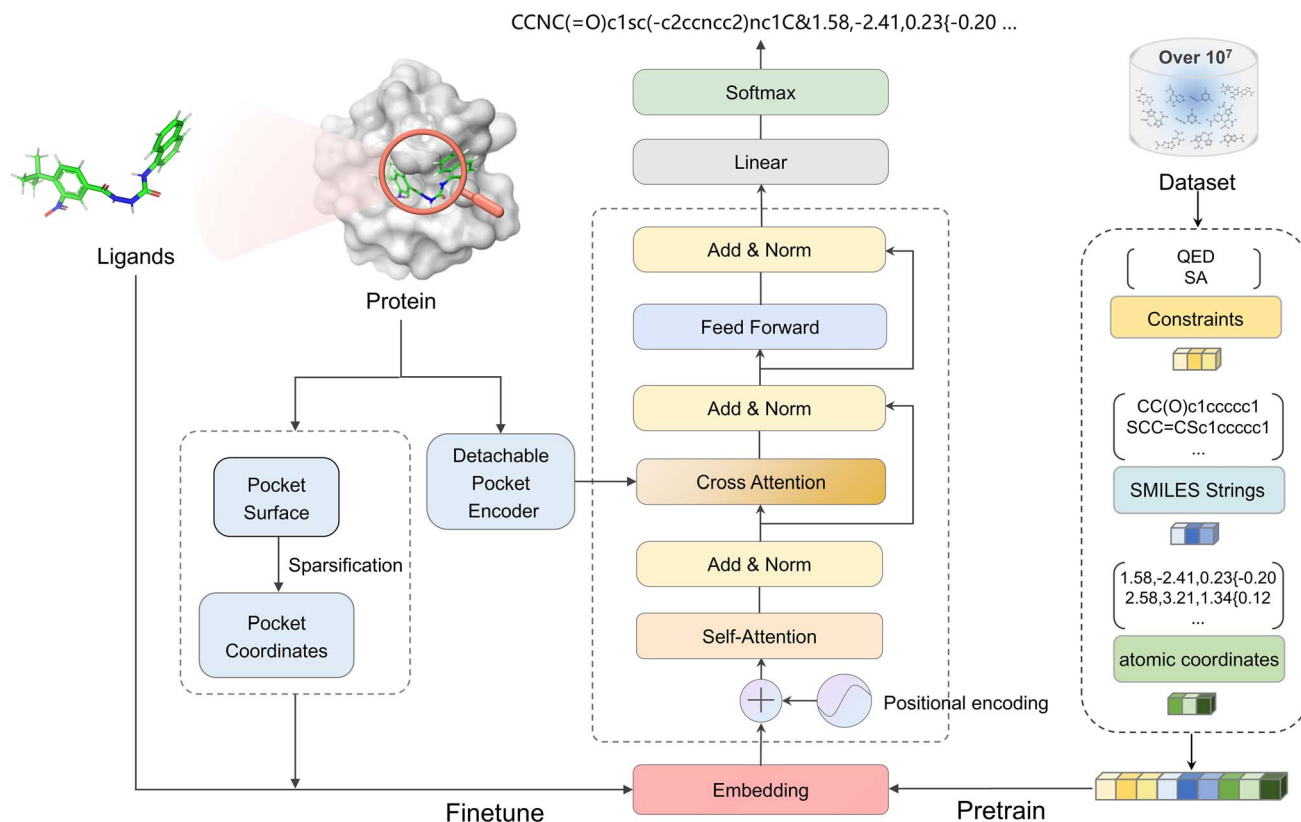 CCNC(=O)c1sc(-c2ccncc2)nc1C&1.58,-2.41,0.23{-0.20 ...
Softmax
Linear
Add & Norm
Feed Forward
Add & Norm
Cross Attention
Add & Norm
Self-Attention
Positional encoding
Embedding
Ligands
Protein
Pocket
Surface
Sparsification
Pocket
Coordinates
Detachable
Pocket
Encoder
Finetune
Pretrain
Over 10⁷
Dataset
QED
SA
Constraints
CC(O)c1ccccc1
SCC=CSc1ccccc1
...
SMILES Strings
1.58,-2.41,0.23{-0.20
2.58,3.21,1.34{0.12
...
atomic coordinates